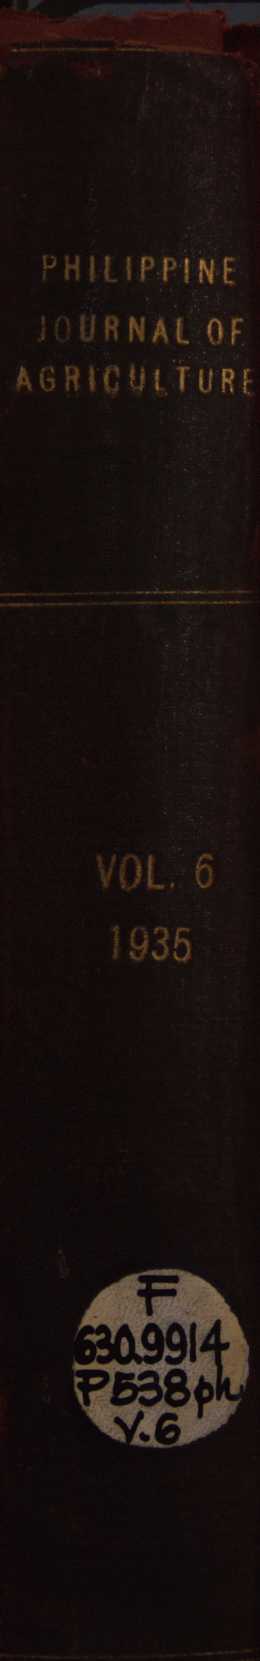 PHILIPPINE
JOURNAL OF
AGRICULTURE
VOL. 6
1935
F
630.9914
P538ph
V.6